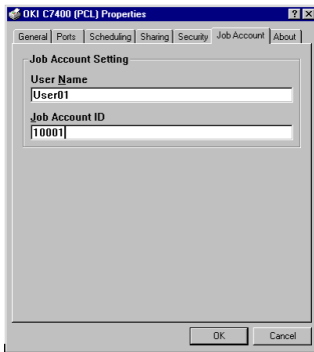 OKI C7400 (PCL) Properties
General Ports Scheduling Sharing Security Job Account About
Job Account Setting
User Name
User01
Job Account ID
10001
OK Cancel